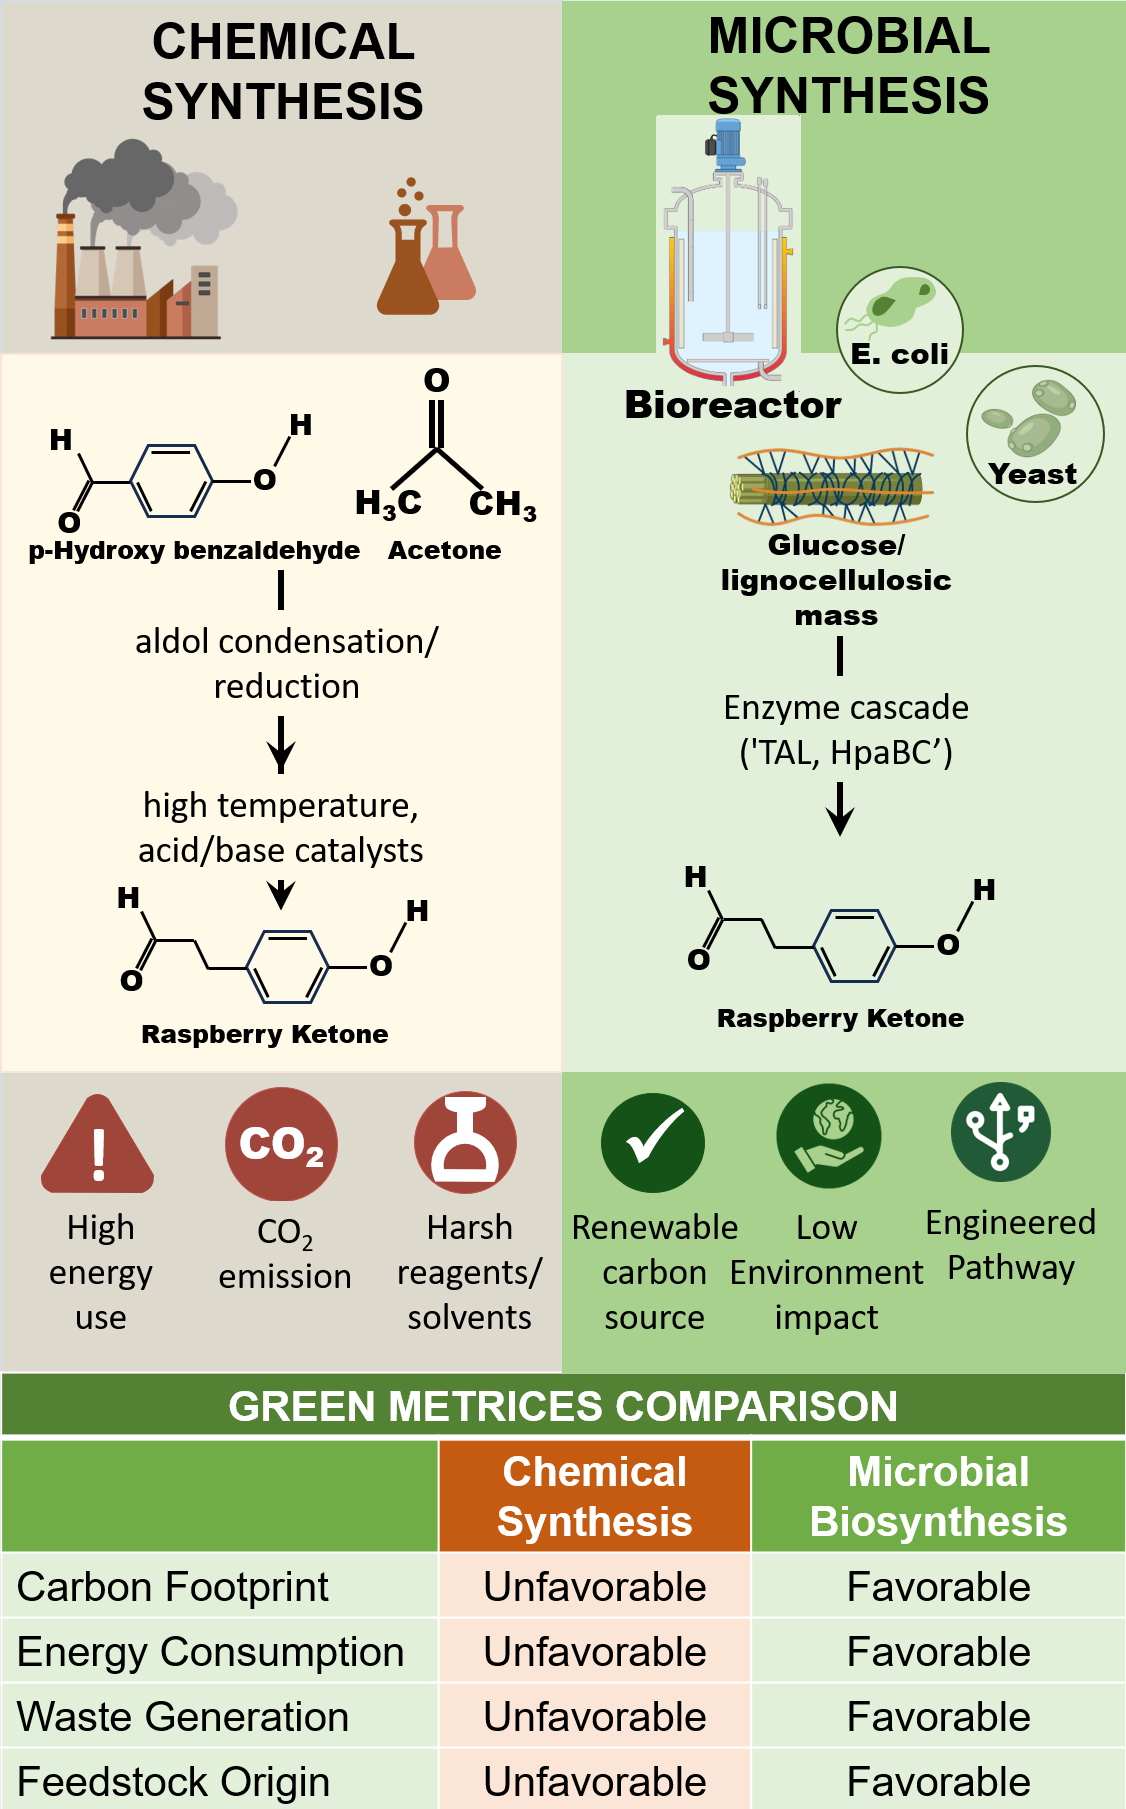 CHEMICAL
SYNTHESIS
H
O
H
O
p-Hydroxy benzaldehyde
O
H₃C
CH₃
Acetone
aldol condensation/
reduction
high temperature,
acid/base catalysts
H
O
H
O
Raspberry Ketone
MICROBIAL
SYNTHESIS
E. coli
Bioreactor
Yeast
Glucose/
lignocellulosic
mass
Enzyme cascade
('TAL, HpaBC’)
H
O
H
O
Raspberry Ketone
!
High
energy
use
CO₂
CO₂
emission
Harsh
reagents/
solvents
Renewable
carbon
source
Low
Environment
impact
Engineered
Pathway
GREEN METRICES COMPARISON
Chemical
Synthesis
Microbial
Biosynthesis
Carbon Footprint Unfavorable Favorable
Energy Consumption Unfavorable Favorable
Waste Generation Unfavorable Favorable
Feedstock Origin Unfavorable Favorable